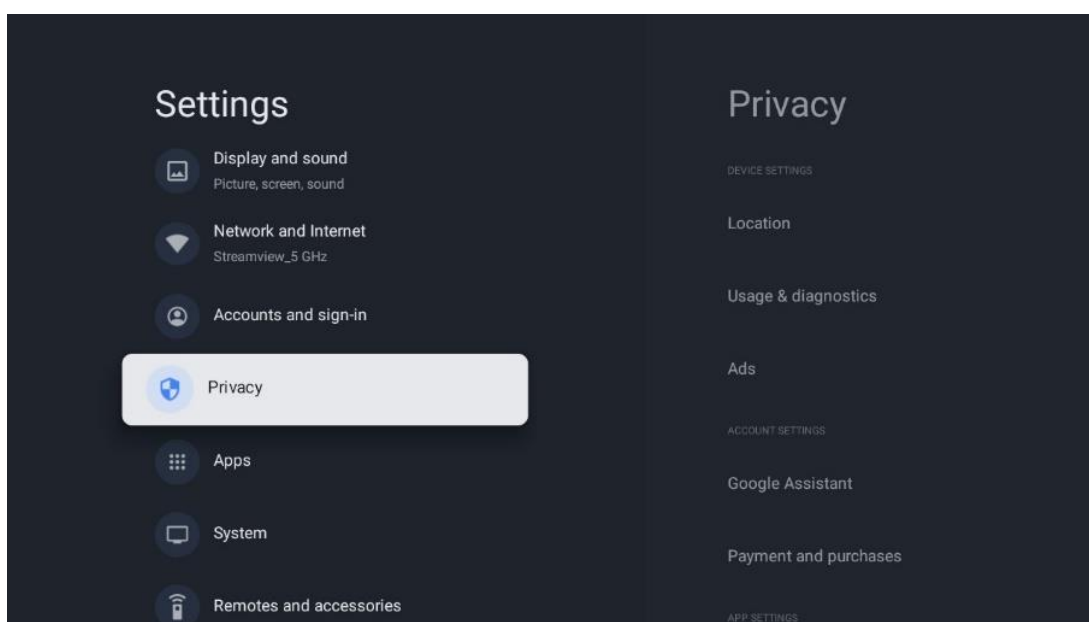 Settings
Display and sound
Picture, screen, sound
Network and Internet
Streamview_5 GHz
Accounts and sign-in
Privacy
Apps
System
Remotes and accessories
Privacy
DEVICE SETTINGS
Location
Usage & diagnostics
Ads
ACCOUNT SETTINGS
Google Assistant
Payment and purchases
APP SETTINGS